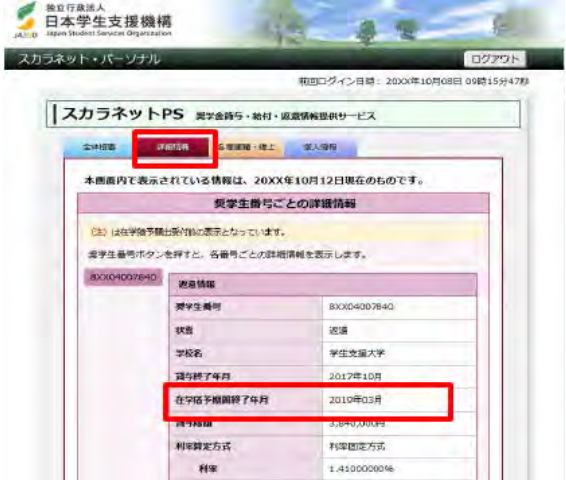 独立行政法人
日本学生支援機構
JASSO Japan Student Services Organization
スカラネット・パーソナル
ログアウト
前回ログイン日時: 20XX年10月08日 09時15分47秒
スカラネットPS 奨学金貸与・給付・返還情報提供サービス
全体概要 詳細情報 各種届願・繰上 個人情報
本画面内で表示されている情報は、20XX年10月12日現在のものです。
奨学生番号ごとの詳細情報
(注) は在学猶予願出受付前の表示となっています。
奨学生番号ボタンを押すと、各番号ごとの詳細情報を表示します。
8XX04007840
返還情報
奨学生番号 8XX04007840
状態 返還
学校名 学生支援大学
貸与終了年月 2017年10月
在学猶予期間終了年月 2019年03月
貸与総額 3,840,000円
利率算定方式 利率固定方式
利率 1.41000000%